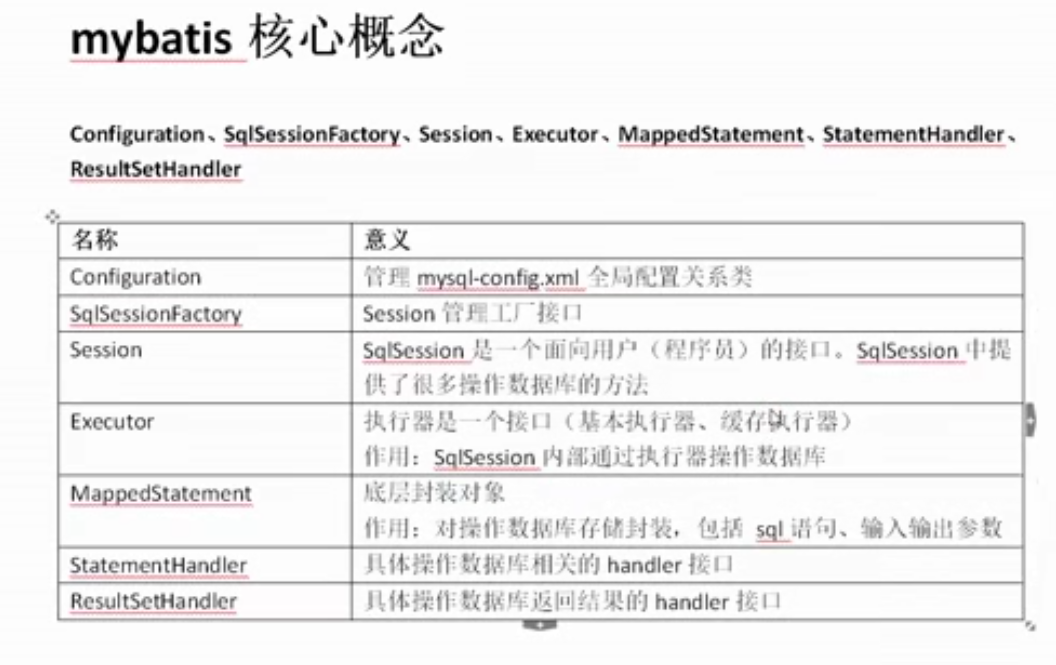 mybatis 核心概念
Configuration、SqlSessionFactory、Session、Executor、MappedStatement、StatementHandler、
ResultSetHandler
名称 意义
Configuration 管理 mysql-config.xml 全局配置关系类
SqlSessionFactory Session 管理工厂接口
Session SqlSession 是一个面向用户（程序员）的接口。SqlSession 中提
供了很多操作数据库的方法
Executor 执行器是一个接口（基本执行器、缓存执行器）
作用：SqlSession 内部通过执行器操作数据库
MappedStatement 底层封装对象
作用：对操作数据库存储封装，包括 sql 语句、输入输出参数
StatementHandler 具体操作数据库相关的 handler 接口
ResultSetHandler 具体操作数据库返回结果的 handler 接口